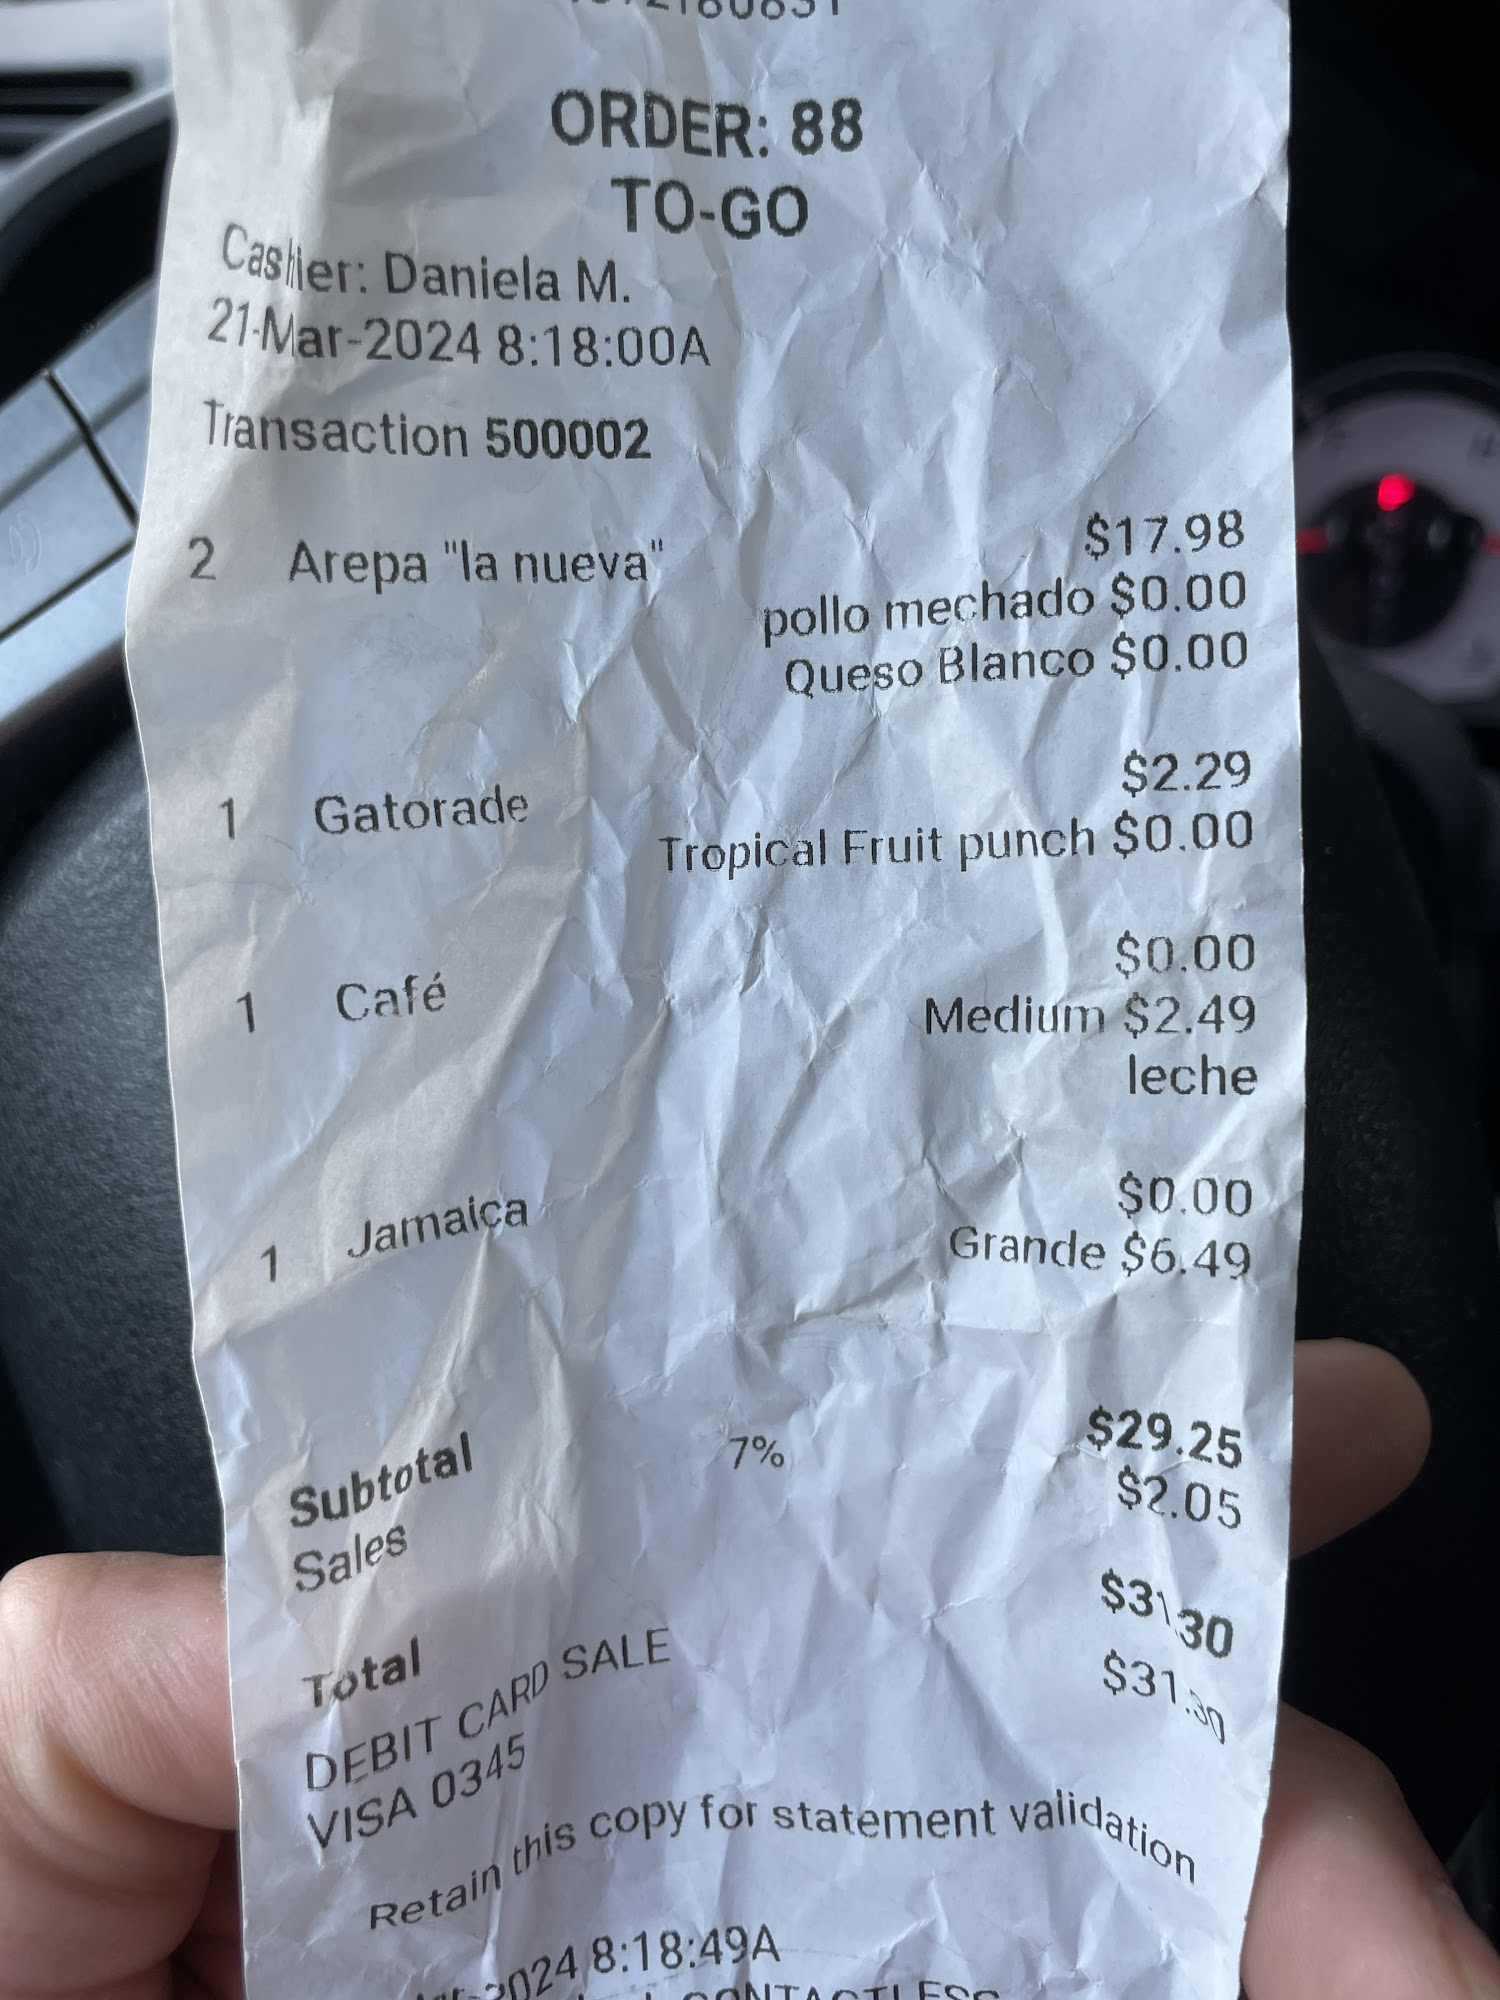 ORDER: 88
TO-GO
Cashier: Daniela M.
21-Mar-2024 8:18:00A
Transaction 500002
2 Arepa "la nueva" $17.98
pollo mechado $0.00
Queso Blanco $0.00
1 Gatorade $2.29
Tropical Fruit punch $0.00
1 Café $0.00
Medium $2.49
leche
1 Jamaica $0.00
Grande $6.49
Subtotal $29.25
Sales 7% $2.05
Total $31.30
DEBIT CARD SALE $31.30
VISA 0345
Retain this copy for statement validation
2024 8:18:49A
CONTACTLESS